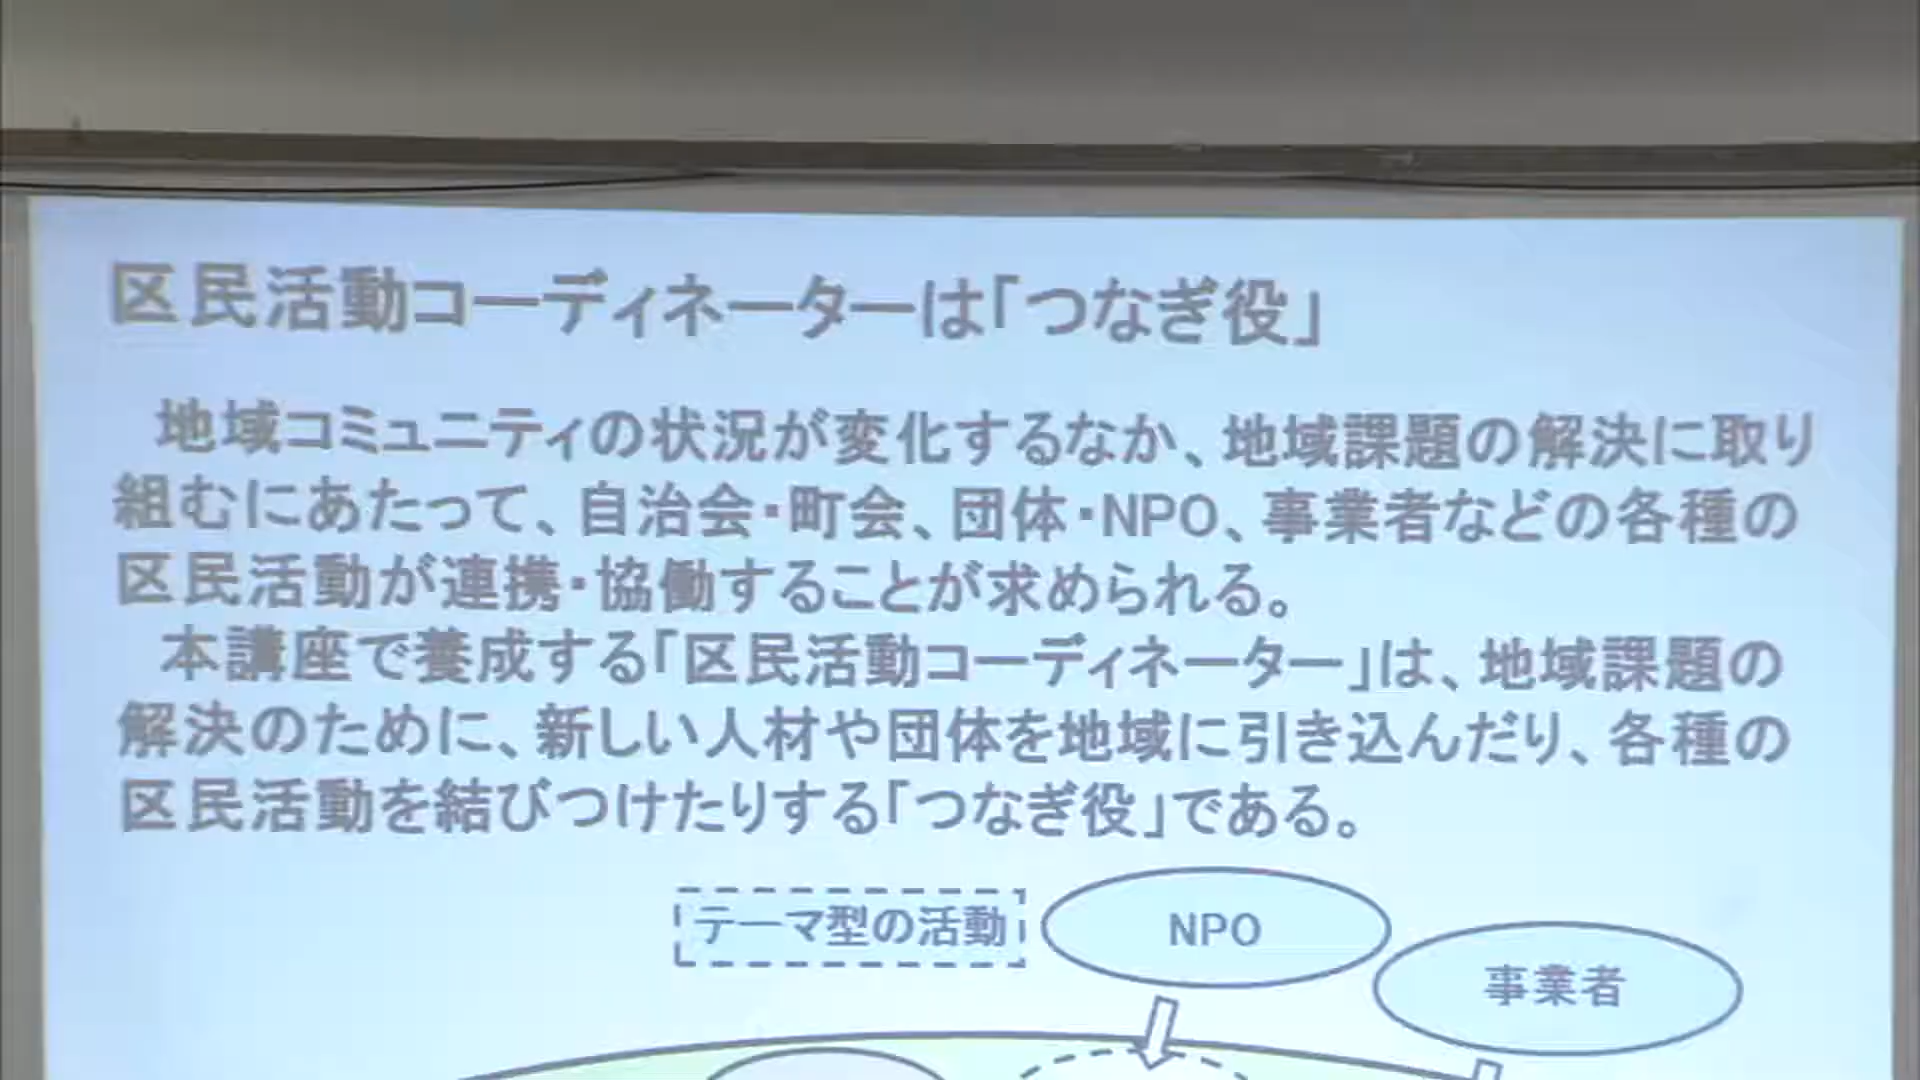 区民活動コーディネーターは「つなぎ役」
地域コミュニティの状況が変化するなか、地域課題の解決に取り
組むにあたって、自治会・町会、団体・NPO、事業者などの各種の
区民活動が連携・協働することが求められる。
本講座で養成する「区民活動コーディネーター」は、地域課題の
解決のために、新しい人材や団体を地域に引き込んだり、各種の
区民活動を結びつけたりする「つなぎ役」である。
テーマ型の活動
NPO
事業者